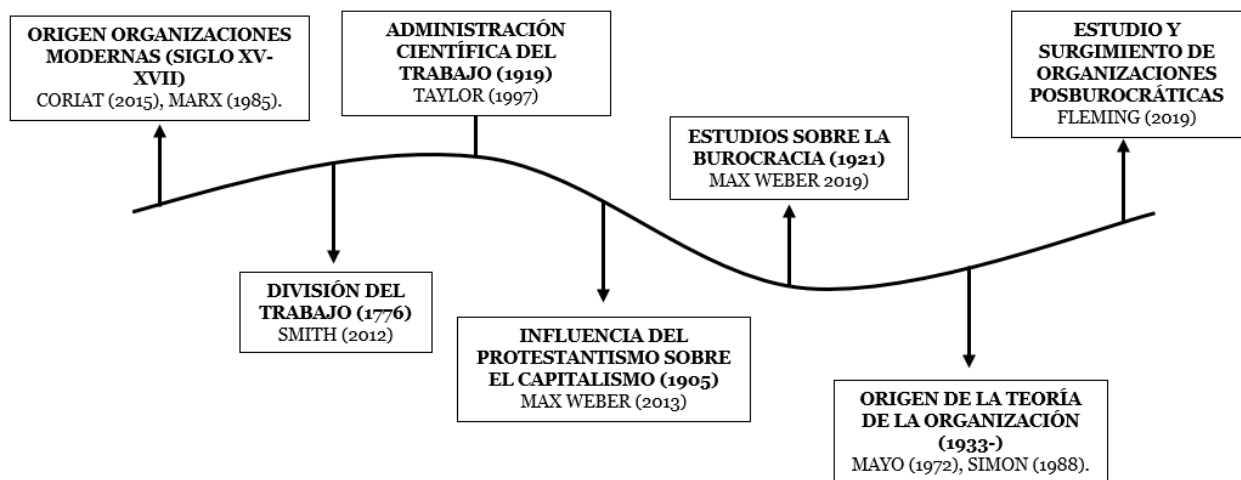 ORIGEN ORGANIZACIONES
MODERNAS (SIGLO XV-
XVII)
CORIAT (2015), MARX (1985).
DIVISIÓN DEL
TRABAJO (1776)
SMITH (2012)
ADMINISTRACIÓN
CIENTÍFICA DEL
TRABAJO (1919)
TAYLOR (1997)
INFLUENCIA DEL
PROTESTANTISMO SOBRE
EL CAPITALISMO (1905)
MAX WEBER (2013)
ESTUDIOS SOBRE LA
BUROCRACIA (1921)
MAX WEBER 2019)
ORIGEN DE LA TEORÍA
DE LA ORGANIZACIÓN
(1933-)
MAYO (1972), SIMON (1988).
ESTUDIO Y
SURGIMIENTO DE
ORGANIZACIONES
POSBUROCRÁTICAS
FLEMING (2019)